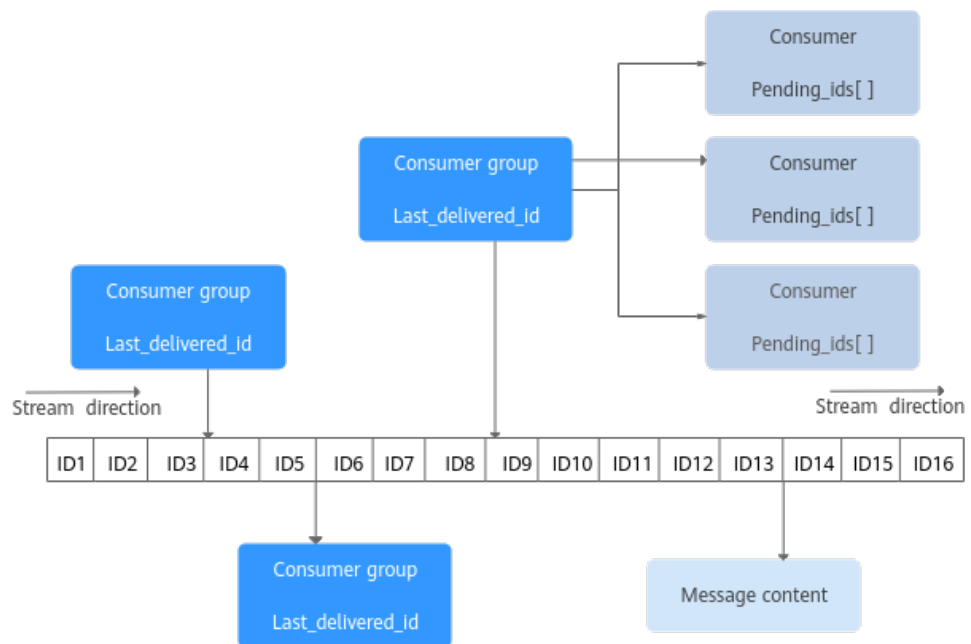 Consumer
Pending_ids[ ]
Consumer group
Last_delivered_id
Consumer
Pending_ids[ ]
Consumer group
Last_delivered_id
Consumer
Pending_ids[ ]
Stream direction
Stream direction
ID1 ID2 ID3 ID4 ID5 ID6 ID7 ID8 ID9 ID10 ID11 ID12 ID13 ID14 ID15 ID16
Consumer group
Last_delivered_id
Message content